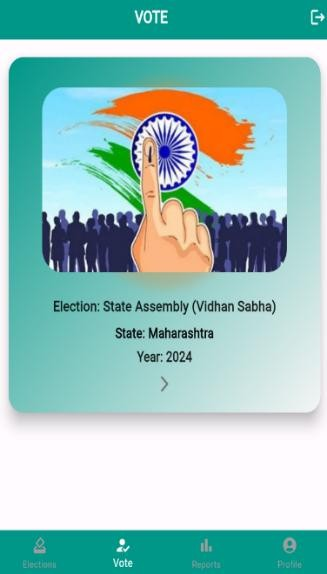 VOTE
Election: State Assembly (Vidhan Sabha)
State: Maharashtra
Year: 2024
Elections
Vote
Reports
Profile